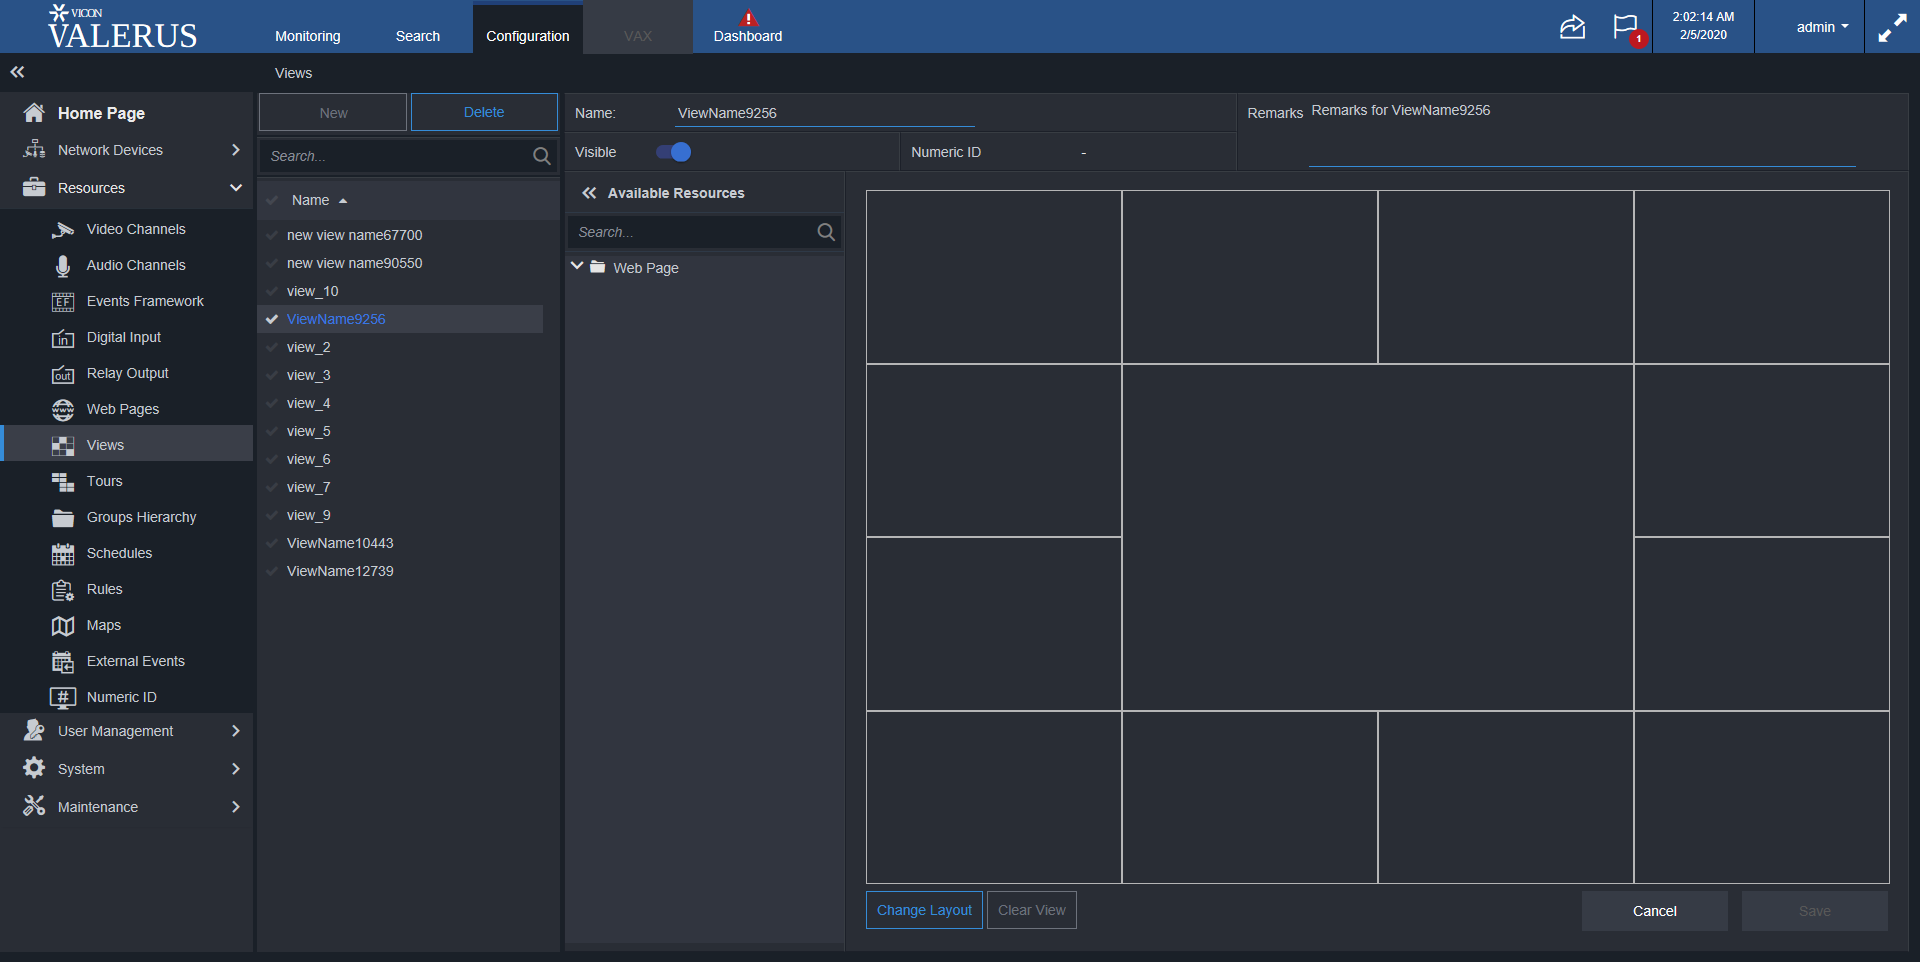 VICON
VALERUS
Monitoring
Search
Configuration
VAX
Dashboard
1
2:02:14 AM
2/5/2020
admin
Views
Home Page
Network Devices
Resources
Video Channels
Audio Channels
EF
Events Framework
in
Digital Input
out
Relay Output
www
Web Pages
Views
Tours
Groups Hierarchy
Schedules
Rules
Maps
External Events
#
Numeric ID
User Management
System
Maintenance
New
Delete
Search...
Name
new view name67700
new view name90550
view_10
ViewName9256
view_2
view_3
view_4
view_5
view_6
view_7
view_9
ViewName10443
ViewName12739
Name:
ViewName9256
Remarks
Remarks for ViewName9256
Visible
Numeric ID
-
Available Resources
Search...
Web Page
Change Layout
Clear View
Cancel
Save